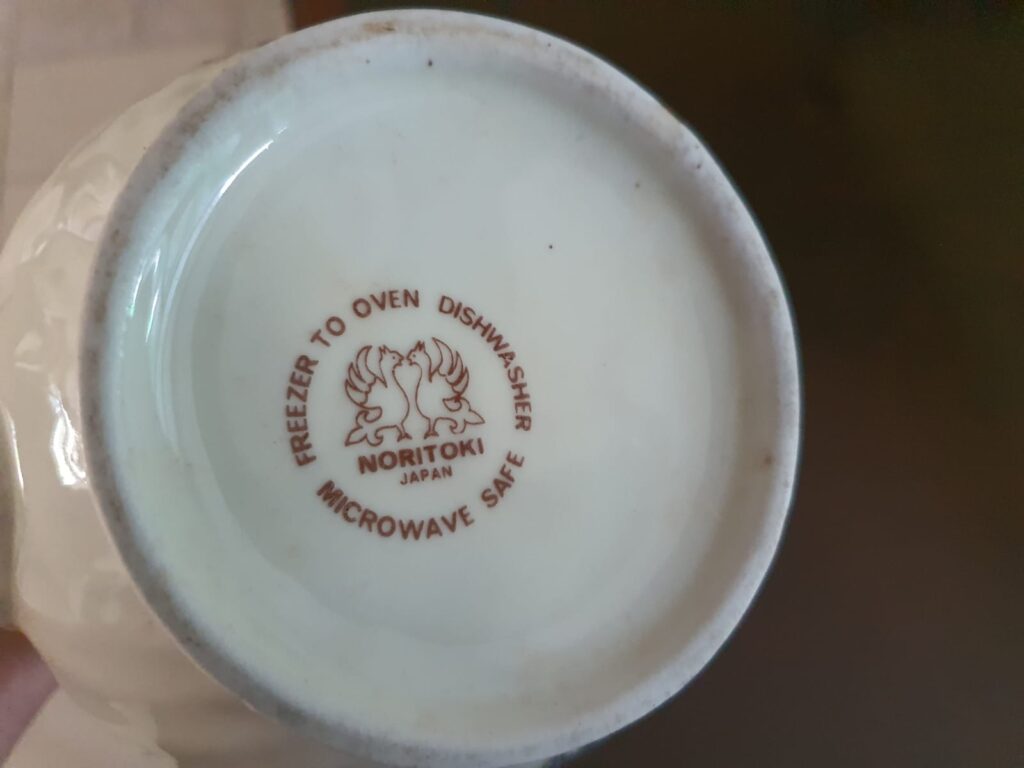 FREEZER TO OVEN DISHWASHER
NORITOKI
JAPAN
MICROWAVE SAFE